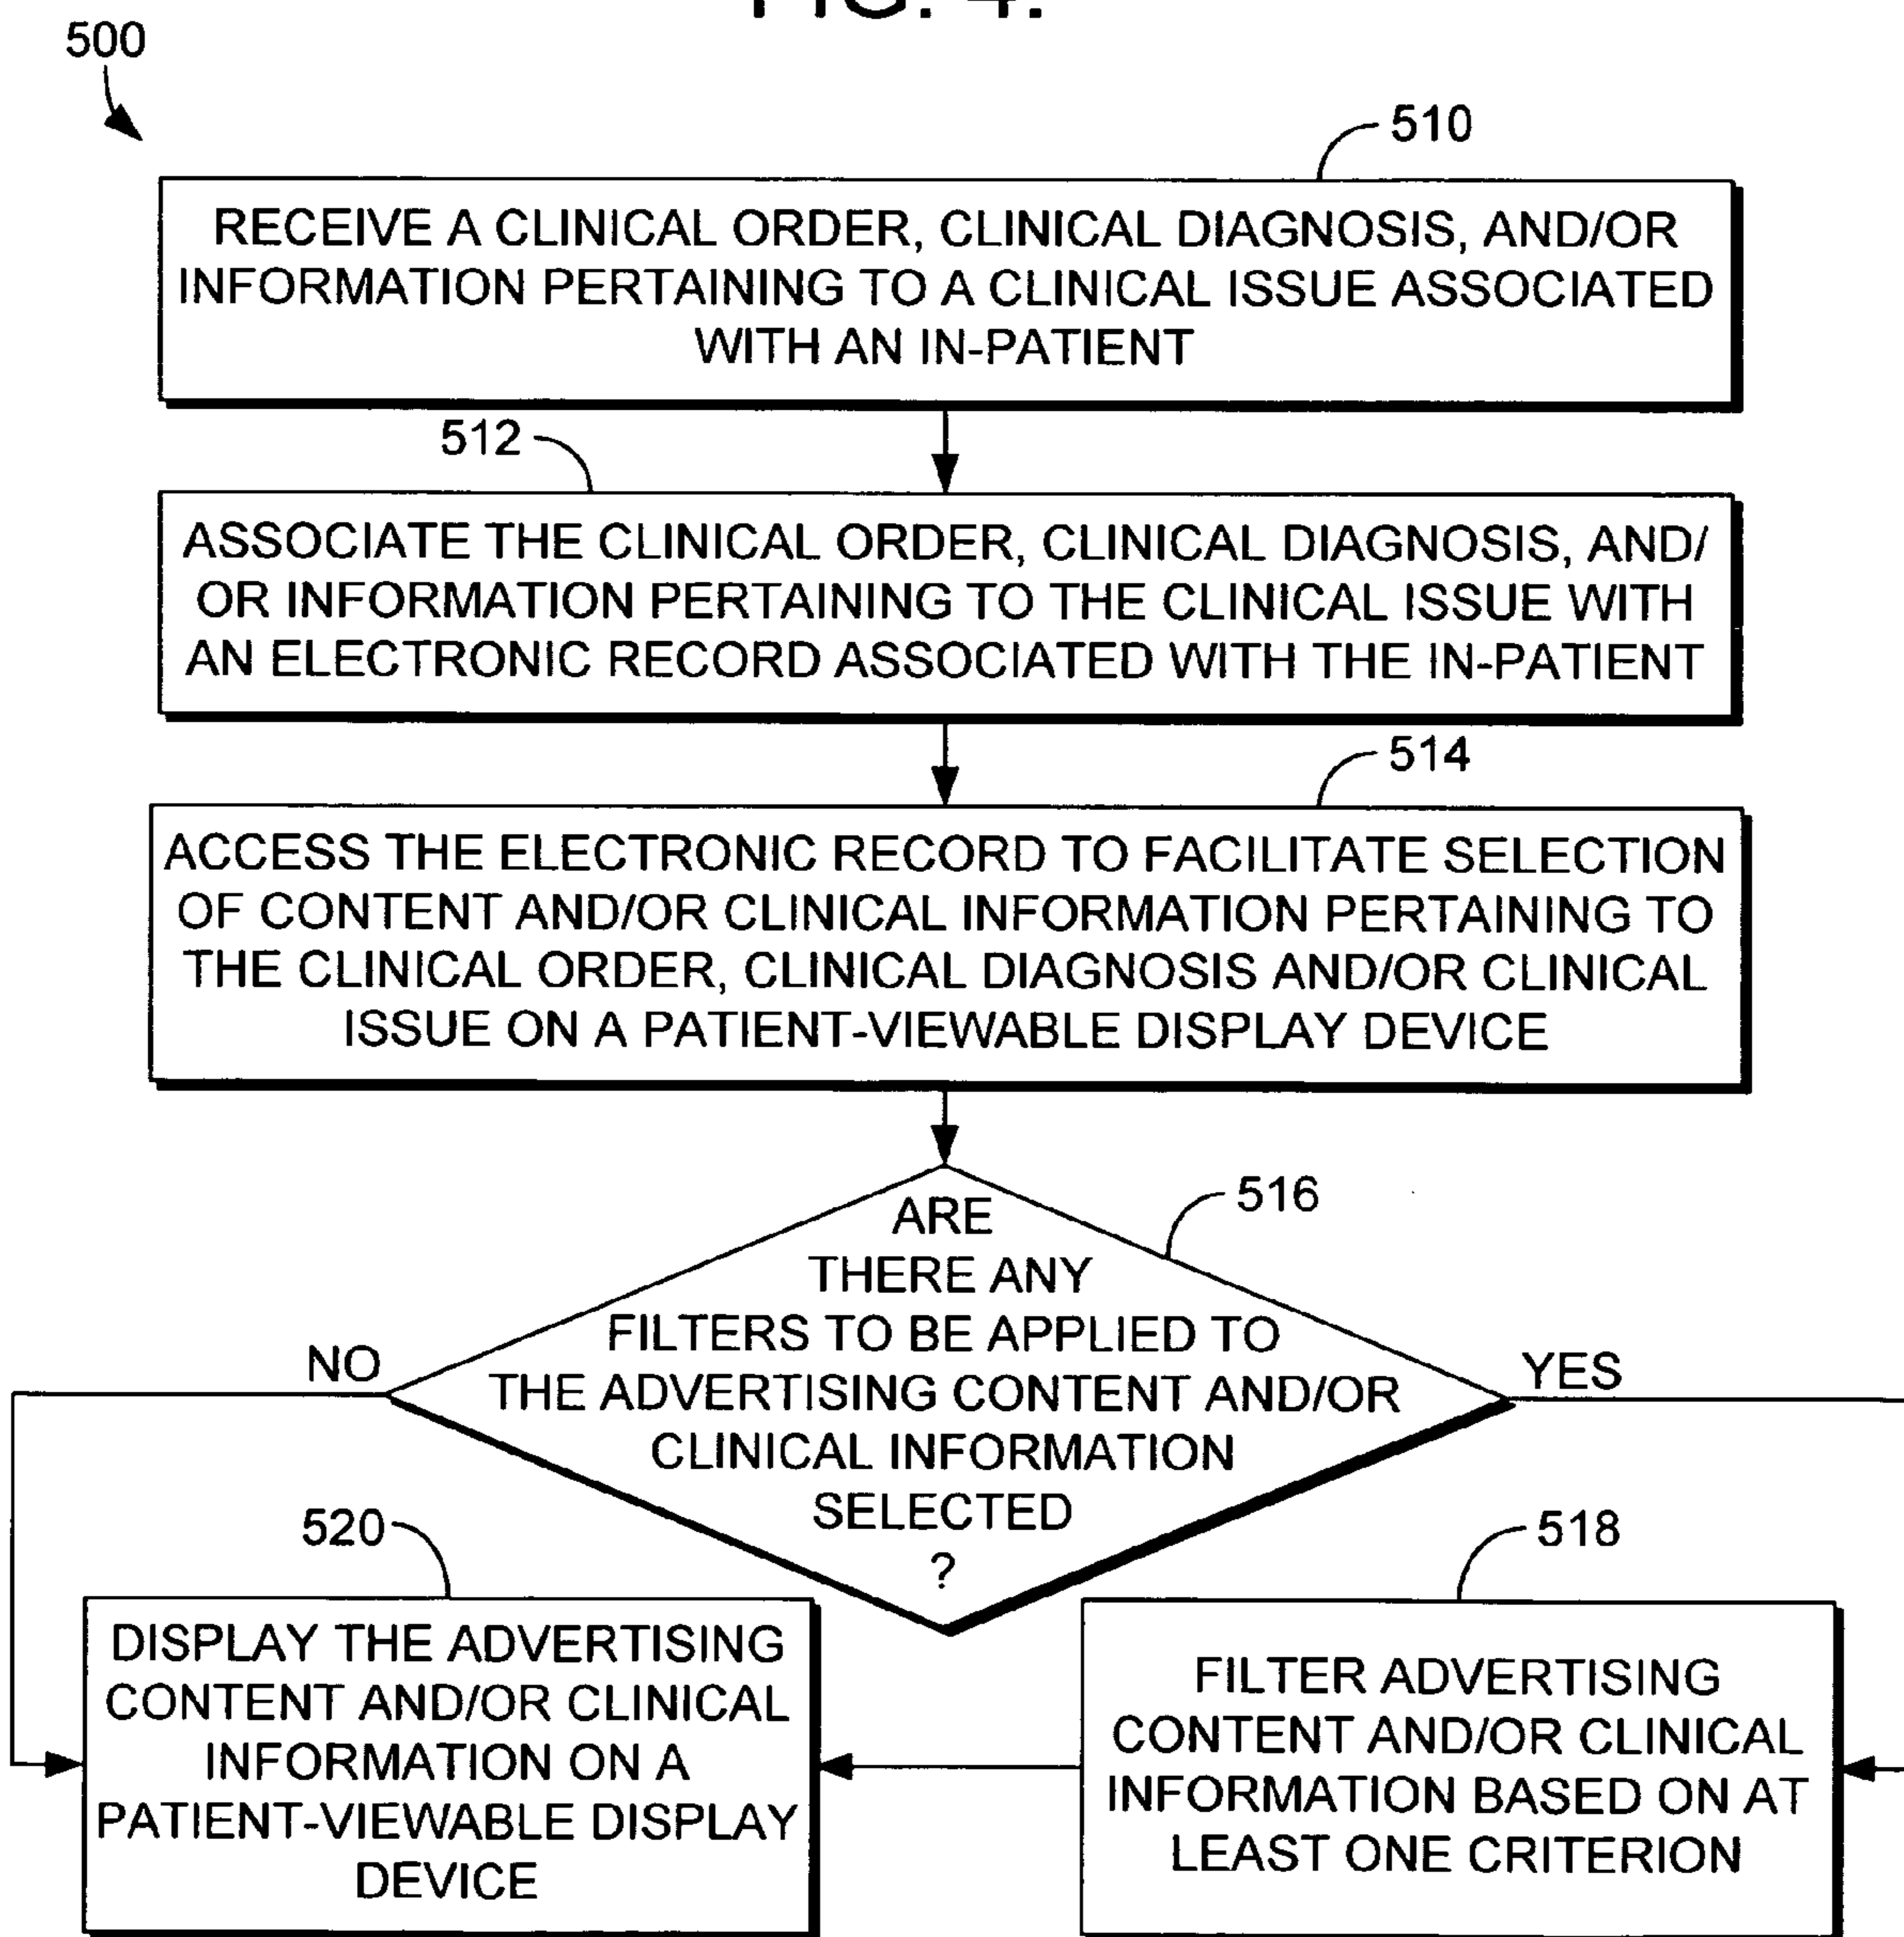 FIG. 4.
500
510
RECEIVE A CLINICAL ORDER, CLINICAL DIAGNOSIS, AND/OR
INFORMATION PERTAINING TO A CLINICAL ISSUE ASSOCIATED
WITH AN IN-PATIENT
512
ASSOCIATE THE CLINICAL ORDER, CLINICAL DIAGNOSIS, AND/
OR INFORMATION PERTAINING TO THE CLINICAL ISSUE WITH
AN ELECTRONIC RECORD ASSOCIATED WITH THE IN-PATIENT
514
ACCESS THE ELECTRONIC RECORD TO FACILITATE SELECTION
OF CONTENT AND/OR CLINICAL INFORMATION PERTAINING TO
THE CLINICAL ORDER, CLINICAL DIAGNOSIS AND/OR CLINICAL
ISSUE ON A PATIENT-VIEWABLE DISPLAY DEVICE
516
ARE
THERE ANY
FILTERS TO BE APPLIED TO
THE ADVERTISING CONTENT AND/OR
CLINICAL INFORMATION
SELECTED
?
NO
YES
520
DISPLAY THE ADVERTISING
CONTENT AND/OR CLINICAL
INFORMATION ON A
PATIENT-VIEWABLE DISPLAY
DEVICE
518
FILTER ADVERTISING
CONTENT AND/OR CLINICAL
INFORMATION BASED ON AT
LEAST ONE CRITERION